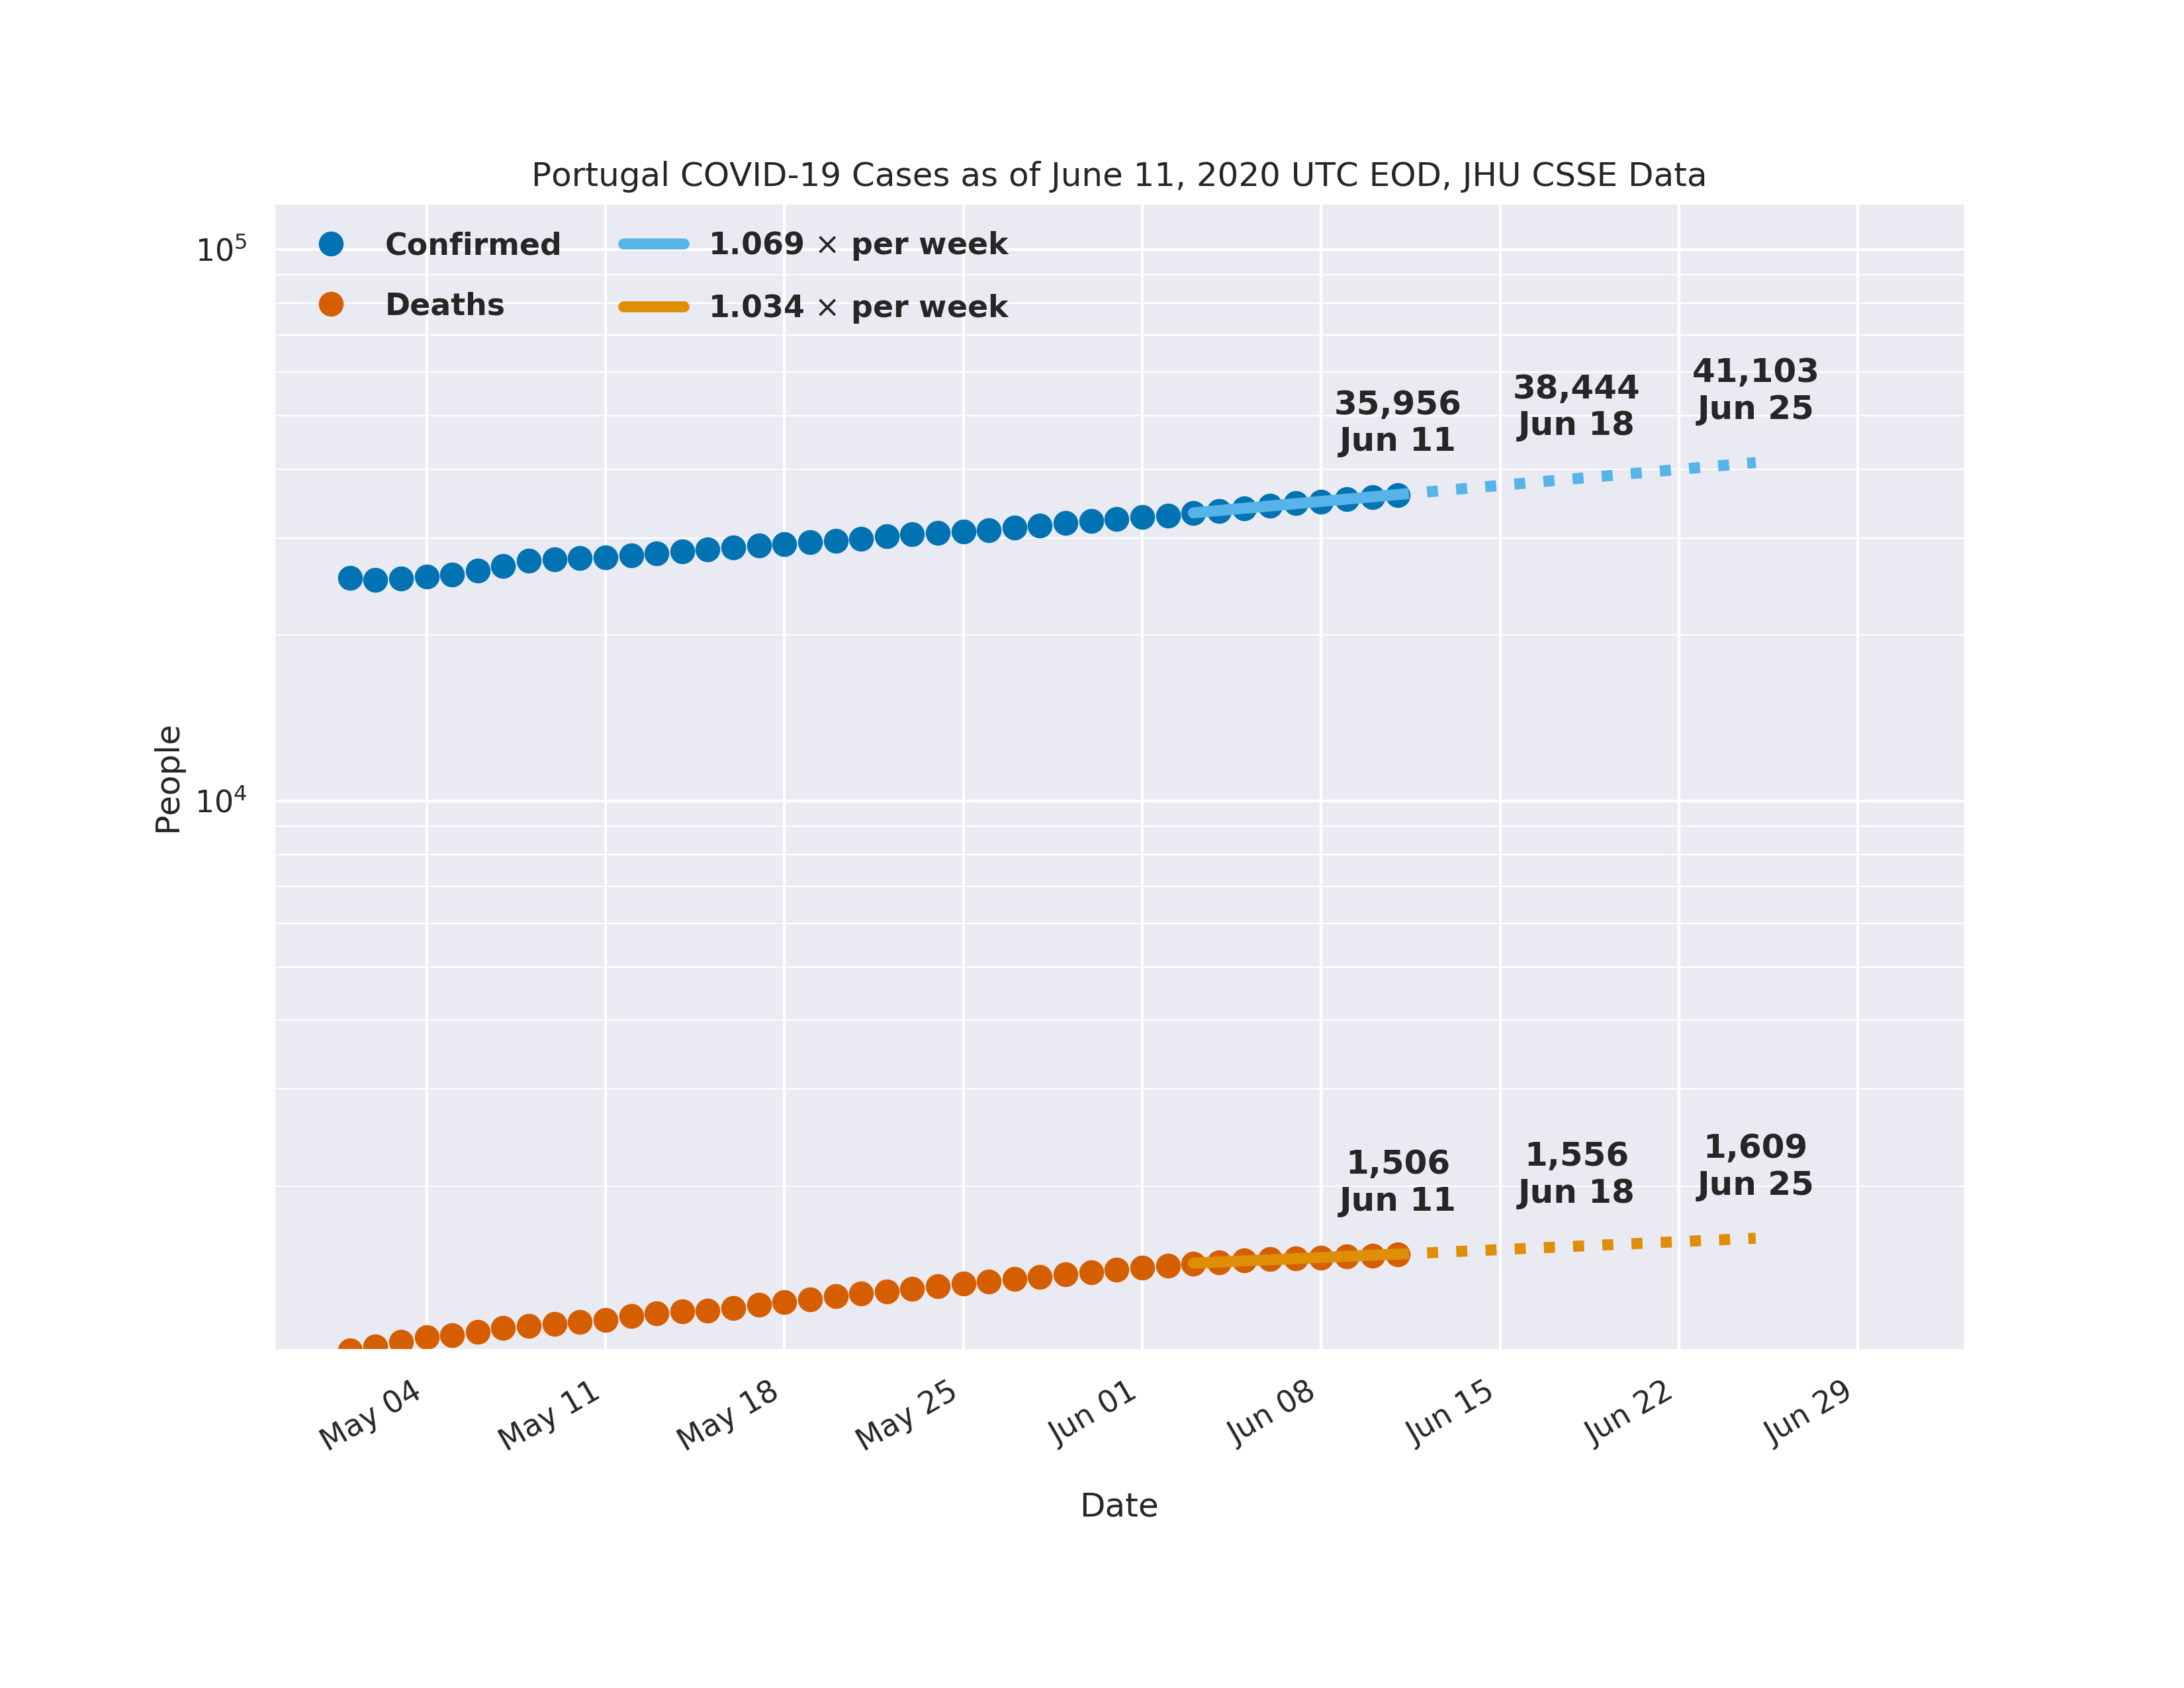 Portugal COVID-19 Cases as of June 11, 2020 UTC EOD, JHU CSSE Data
10⁵
Confirmed
1.069 × per week
Deaths
1.034 × per week
35,956
Jun 11
38,444
Jun 18
41,103
Jun 25
People
10⁴
1,506
Jun 11
1,556
Jun 18
1,609
Jun 25
May 04
May 11
May 18
May 25
Jun 01
Jun 08
Jun 15
Jun 22
Jun 29
Date